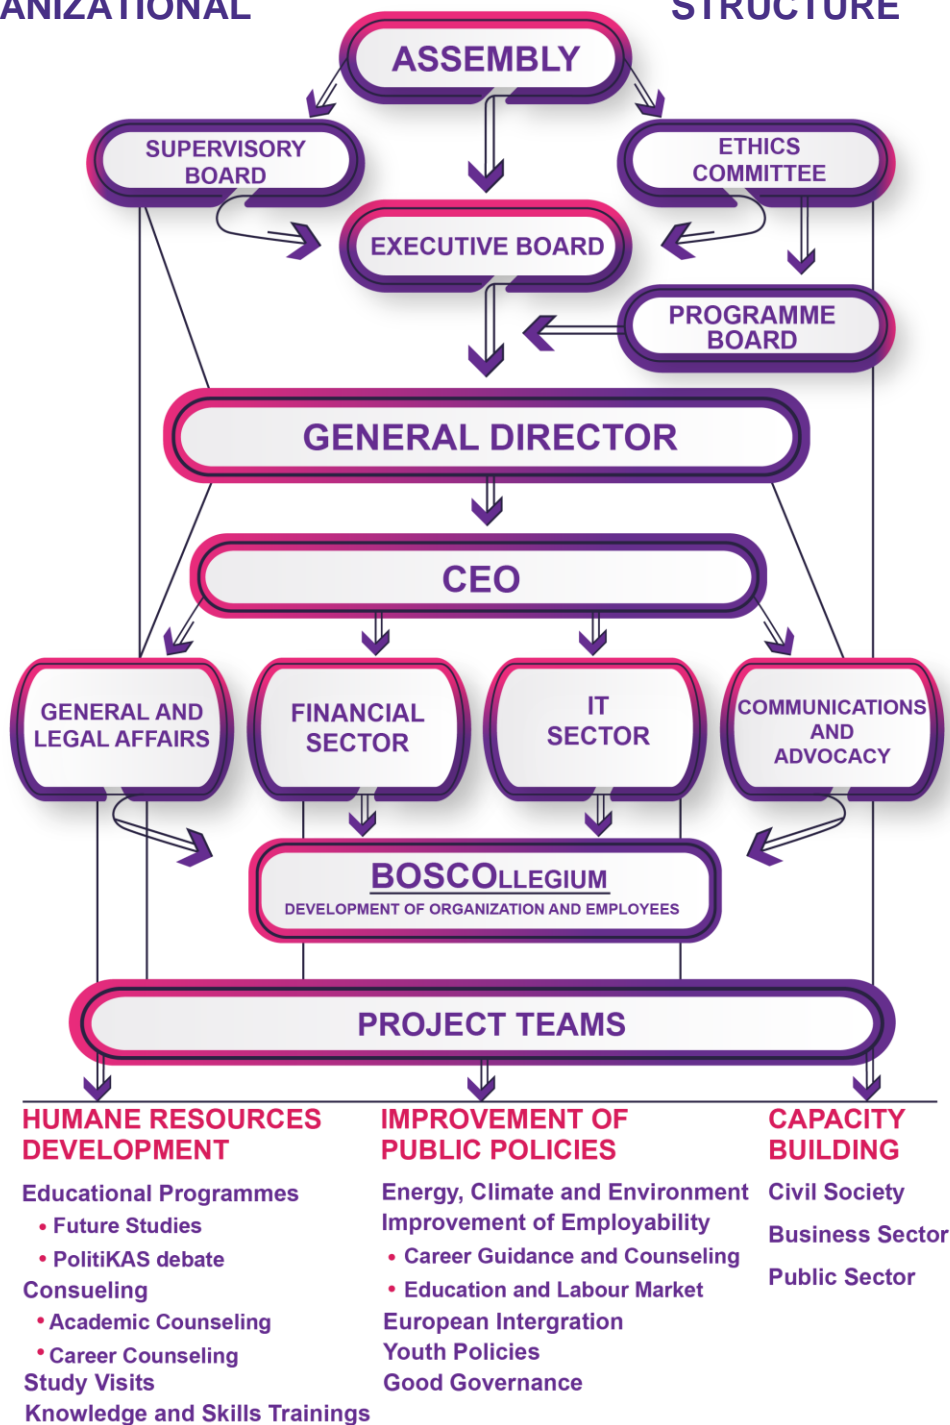 ANIZATIONAL STRUCTURE
ASSEMBLY
SUPERVISORY
BOARD
ETHICS
COMMITTEE
EXECUTIVE BOARD
PROGRAMME
BOARD
GENERAL DIRECTOR
CEO
GENERAL AND
LEGAL AFFAIRS
FINANCIAL
SECTOR
IT
SECTOR
COMMUNICATIONS
AND
ADVOCACY
BOSCOLLEGIUM
DEVELOPMENT OF ORGANIZATION AND EMPLOYEES
PROJECT TEAMS
HUMANE RESOURCES
DEVELOPMENT
Educational Programmes
• Future Studies
• PolitiKAS debate
Consueling
• Academic Counseling
• Career Counseling
Study Visits
Knowledge and Skills Trainings
IMPROVEMENT OF
PUBLIC POLICIES
Energy, Climate and Environment
Improvement of Employability
• Career Guidance and Counseling
• Education and Labour Market
European Intergration
Youth Policies
Good Governance
CAPACITY
BUILDING
Civil Society
Business Sector
Public Sector